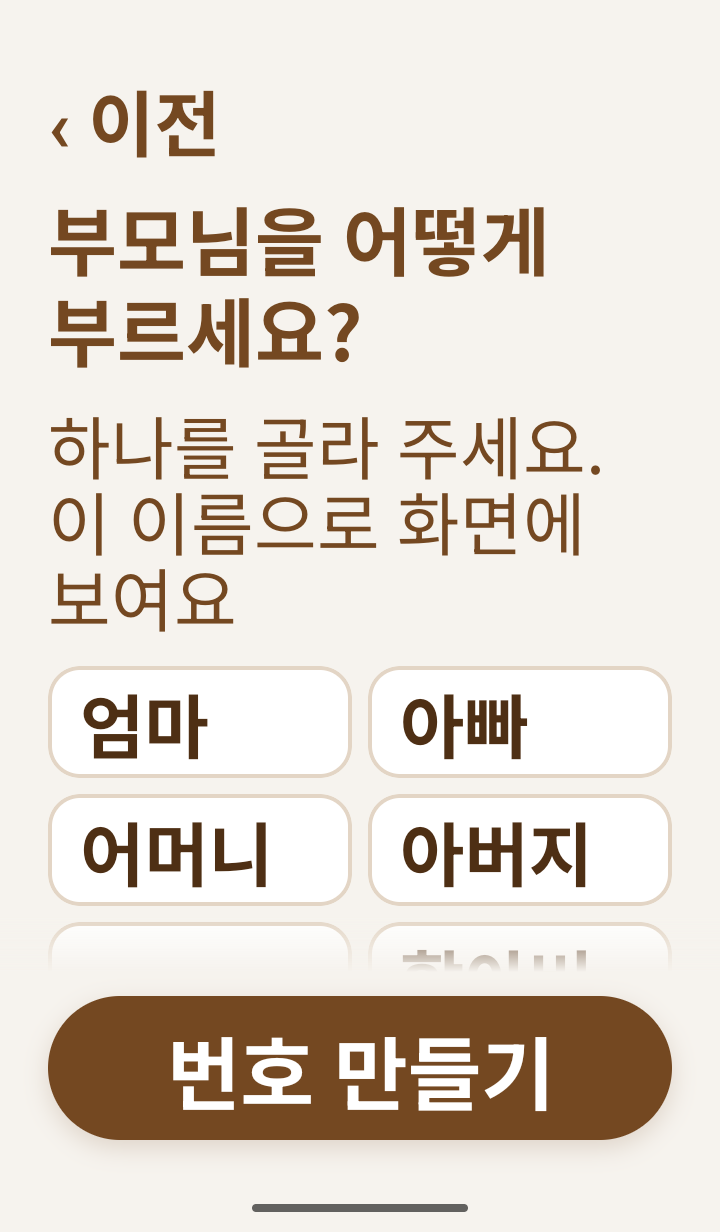 ‹ 이전
부모님을 어떻게
부르세요?
하나를 골라 주세요.
이 이름으로 화면에
보여요
엄마
아빠
어머니
아버지
번호 만들기